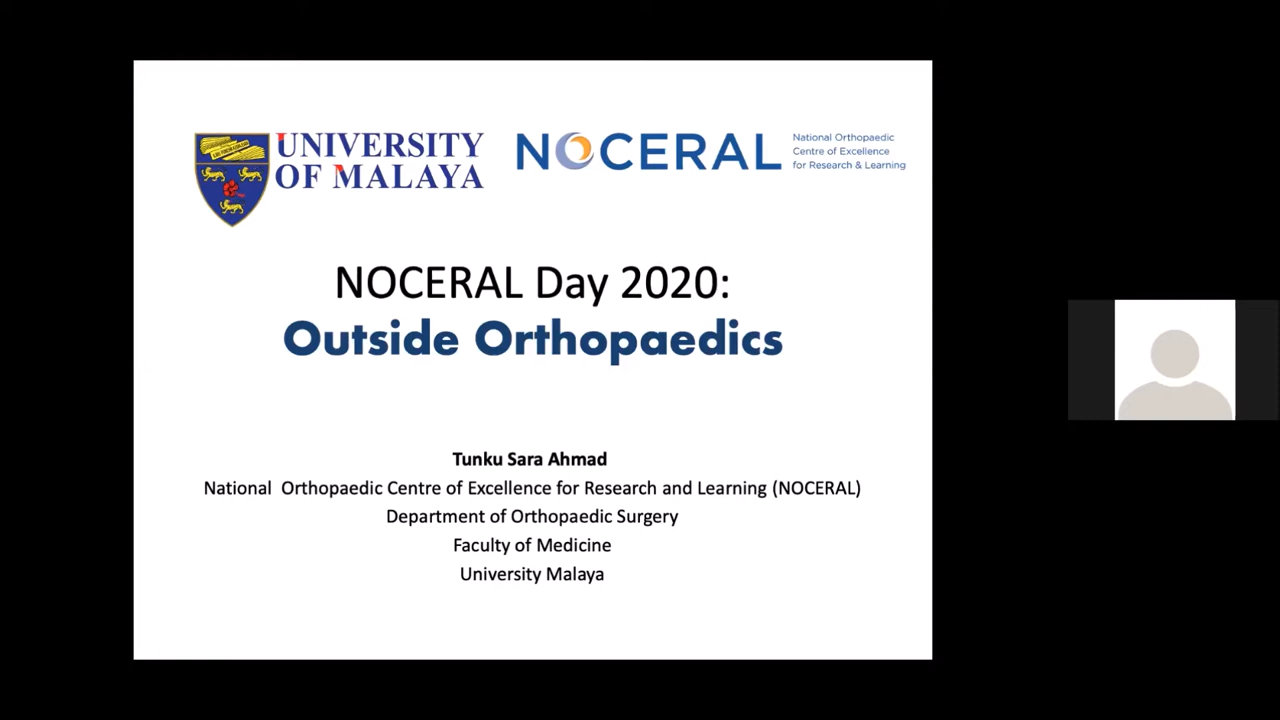 UNIVERSITY
OF MALAYA
NOCERAL
National Orthopaedic
Centre of Excellence
for Research & Learning
NOCERAL Day 2020:
Outside Orthopaedics
Tunku Sara Ahmad
National Orthopaedic Centre of Excellence for Research and Learning (NOCERAL)
Department of Orthopaedic Surgery
Faculty of Medicine
University Malaya